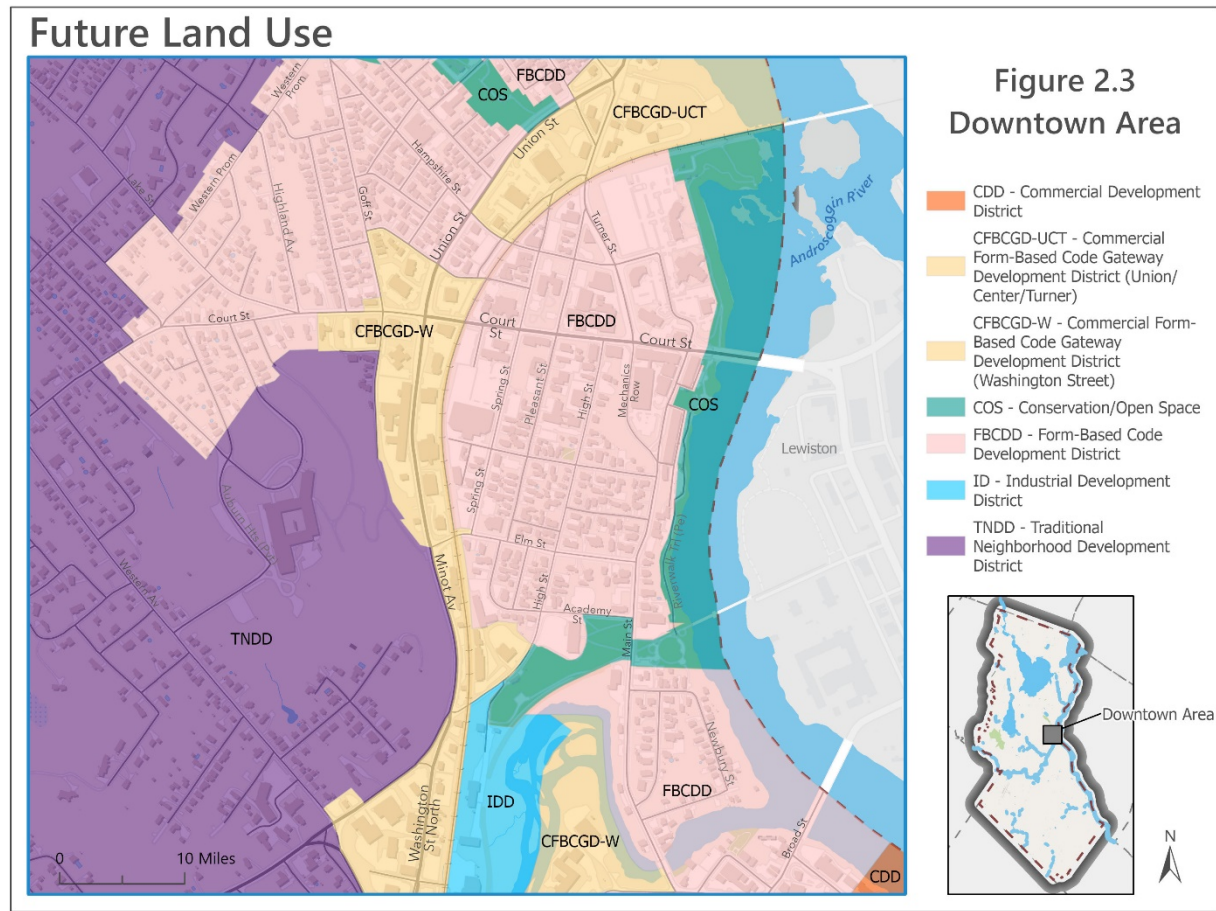 Future Land Use
Figure 2.3
Downtown Area
CDD - Commercial Development
District
CFBCGD-UCT - Commercial
Form-Based Code Gateway
Development District (Union/
Center/Turner)
CFBCGD-W - Commercial Form-
Based Code Gateway
Development District
(Washington Street)
COS - Conservation/Open Space
FBCDD - Form-Based Code
Development District
ID - Industrial Development
District
TNDD - Traditional
Neighborhood Development
District
Downtown Area
N
Western Prom
COS
FBCDD
CFBCGD-UCT
Union St
Hampshire St
Lake St
Western Prom
Highland Av
Goff St
Union St
Turner St
Androscoggin River
Court St
CFBCGD-W
Court
St
FBCDD
Court St
Spring St
Pleasant St
High St
Mechanics
Row
COS
Lewiston
Spring St
Auburn Hts (Pv)
Elm St
Minot Av
Riverwalk Trl (Pe)
High St
Academy
St
Main St
Western Av
TNDD
Newbury St
IDD
FBCDD
Washington
St North
CFBCGD-W
Broad St
CDD
0
10 Miles